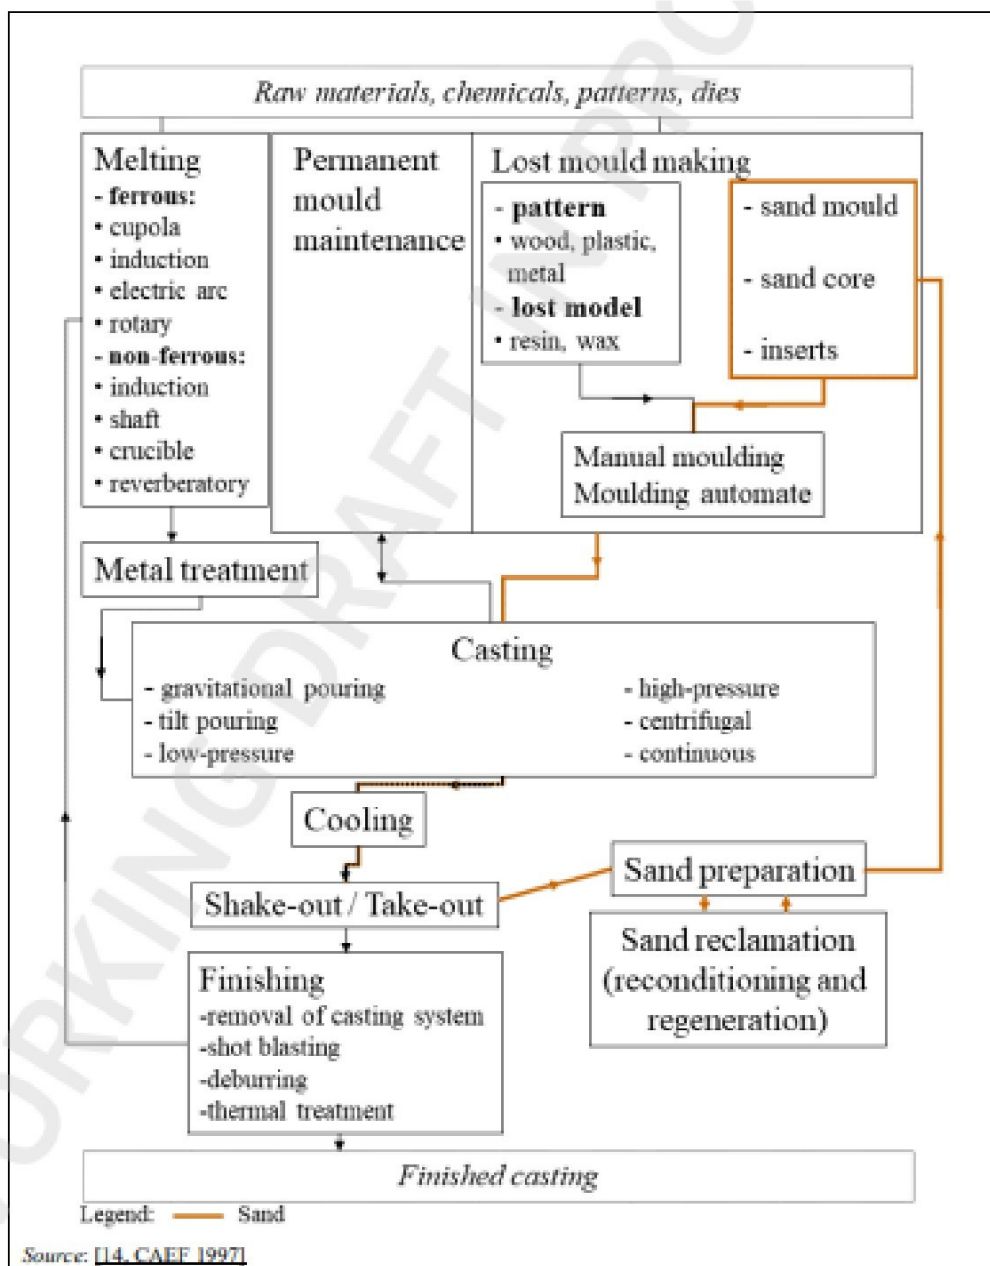 Raw materials, chemicals, patterns, dies
Melting
- ferrous:
• cupola
• induction
• electric arc
• rotary
- non-ferrous:
• induction
• shaft
• crucible
• reverberatory
Permanent
mould
maintenance
Lost mould making
- pattern
• wood, plastic,
metal
- lost model
• resin, wax
- sand mould
- sand core
- inserts
Manual moulding
Moulding automate
Metal treatment
Casting
- gravitational pouring
- tilt pouring
- low-pressure
- high-pressure
- centrifugal
- continuous
Cooling
Shake-out / Take-out
Sand preparation
Sand reclamation
(reconditioning and
regeneration)
Finishing
-removal of casting system
-shot blasting
-deburring
-thermal treatment
Finished casting
Legend: Sand
Source: [14, CAEF 1997]
WORKING DRAFT IN PRO